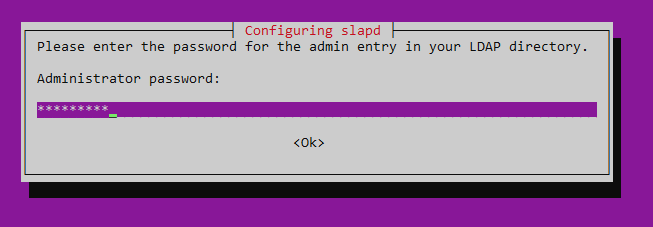 Configuring slapd
Please enter the password for the admin entry in your LDAP directory.
Administrator password:
*********_
<Ok>